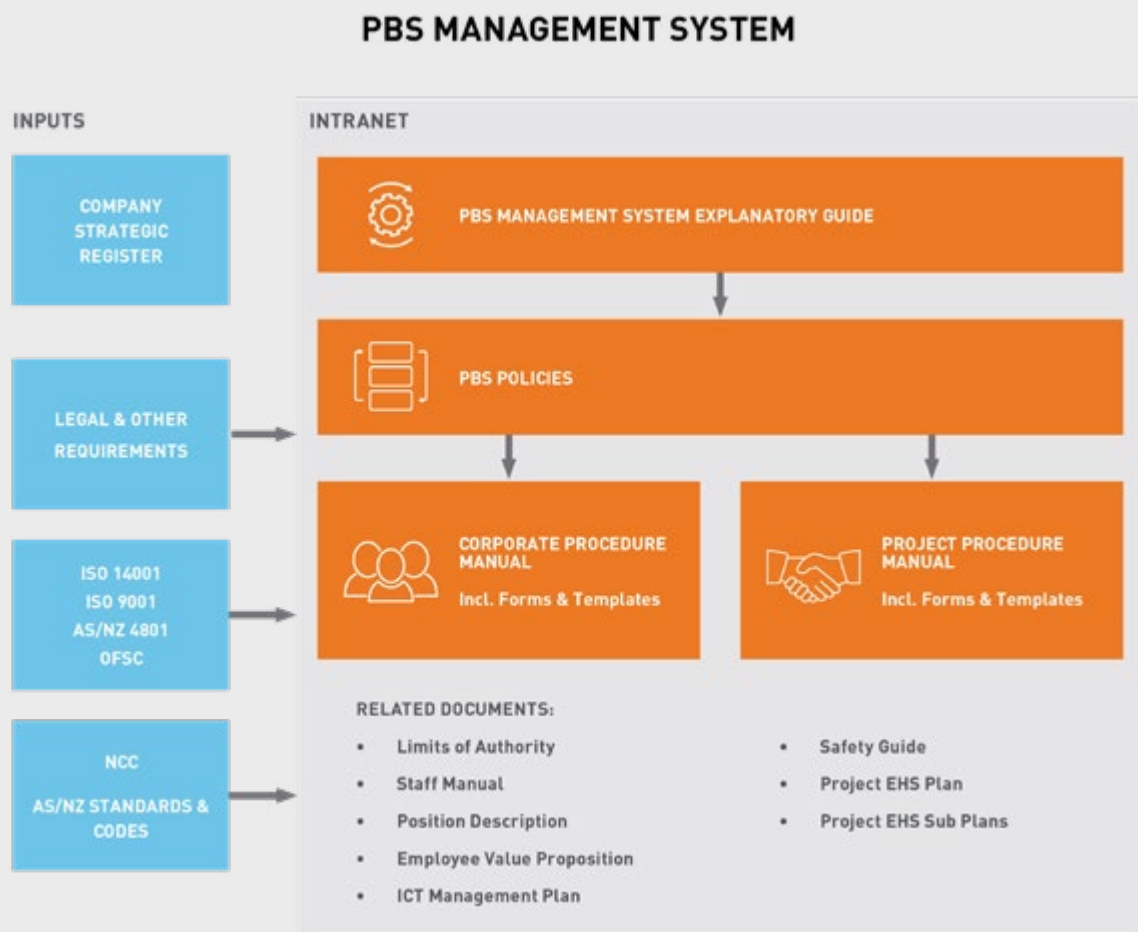 PBS MANAGEMENT SYSTEM
INPUTS
COMPANY
STRATEGIC
REGISTER
LEGAL & OTHER
REQUIREMENTS
ISO 14001
ISO 9001
AS/NZ 4801
OFSC
NCC
AS/NZ STANDARDS &
CODES
INTRANET
PBS MANAGEMENT SYSTEM EXPLANATORY GUIDE
PBS POLICIES
CORPORATE PROCEDURE
MANUAL
Incl. Forms & Templates
PROJECT PROCEDURE
MANUAL
Incl. Forms & Templates
RELATED DOCUMENTS:
• Limits of Authority
• Staff Manual
• Position Description
• Employee Value Proposition
• ICT Management Plan
• Safety Guide
• Project EHS Plan
• Project EHS Sub Plans